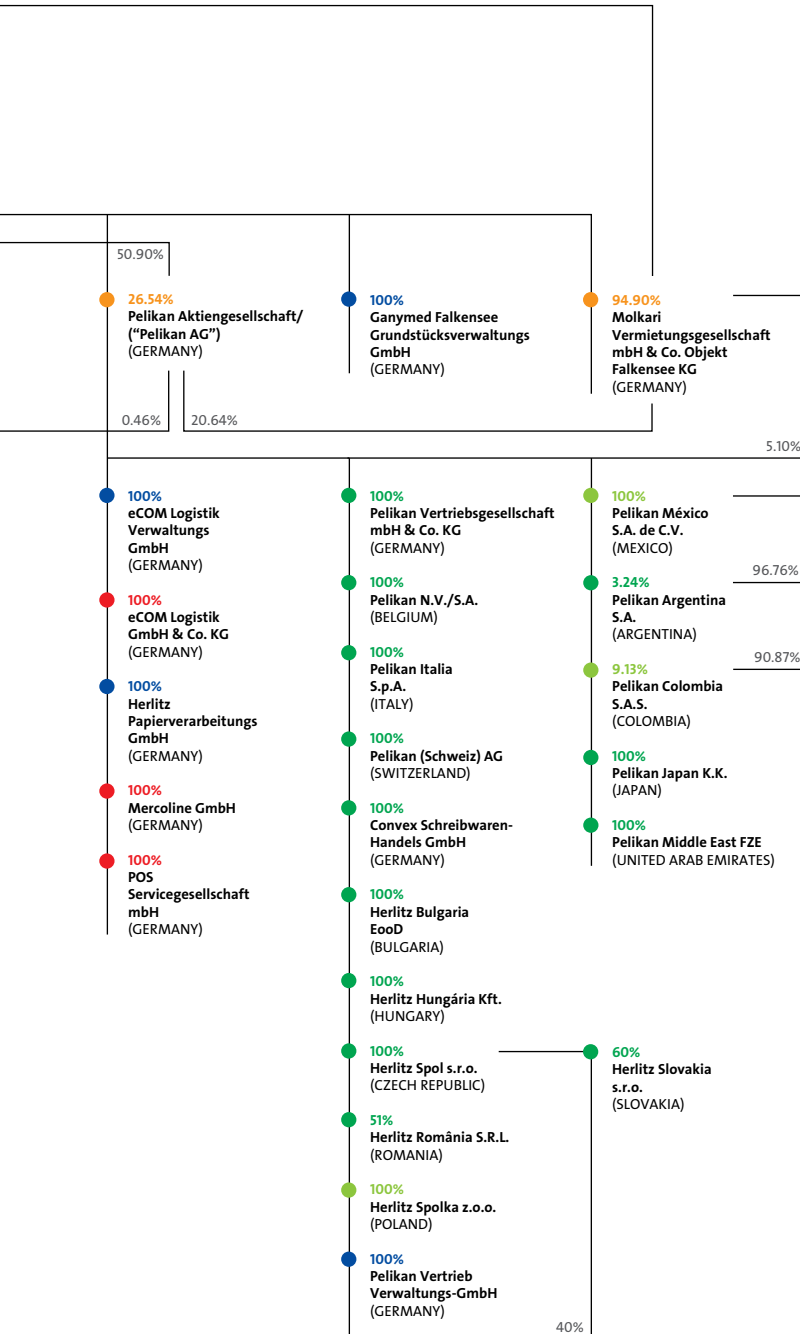 50.90%
26.54%
Pelikan Aktiengesellschaft/
(“Pelikan AG”)
(GERMANY)
100%
Ganymed Falkensee
Grundstücksverwaltungs
GmbH
(GERMANY)
94.90%
Molkari
Vermietungsgesellschaft
mbH & Co. Objekt
Falkensee KG
(GERMANY)
0.46%
20.64%
5.10%
100%
eCOM Logistik
Verwaltungs
GmbH
(GERMANY)
100%
eCOM Logistik
GmbH & Co. KG
(GERMANY)
100%
Herlitz
Papierverarbeitungs
GmbH
(GERMANY)
100%
Mercoline GmbH
(GERMANY)
100%
POS
Servicegesellschaft
mbH
(GERMANY)
100%
Pelikan Vertriebsgesellschaft
mbH & Co. KG
(GERMANY)
100%
Pelikan N.V./S.A.
(BELGIUM)
100%
Pelikan Italia
S.p.A.
(ITALY)
100%
Pelikan (Schweiz) AG
(SWITZERLAND)
100%
Convex Schreibwaren-
Handels GmbH
(GERMANY)
100%
Herlitz Bulgaria
EooD
(BULGARIA)
100%
Herlitz Hungária Kft.
(HUNGARY)
100%
Herlitz Spol s.r.o.
(CZECH REPUBLIC)
51%
Herlitz România S.R.L.
(ROMANIA)
100%
Herlitz Spolka z.o.o.
(POLAND)
100%
Pelikan Vertrieb
Verwaltungs-GmbH
(GERMANY)
100%
Pelikan México
S.A. de C.V.
(MEXICO)
96.76%
3.24%
Pelikan Argentina
S.A.
(ARGENTINA)
90.87%
9.13%
Pelikan Colombia
S.A.S.
(COLOMBIA)
100%
Pelikan Japan K.K.
(JAPAN)
100%
Pelikan Middle East FZE
(UNITED ARAB EMIRATES)
60%
Herlitz Slovakia
s.r.o.
(SLOVAKIA)
40%